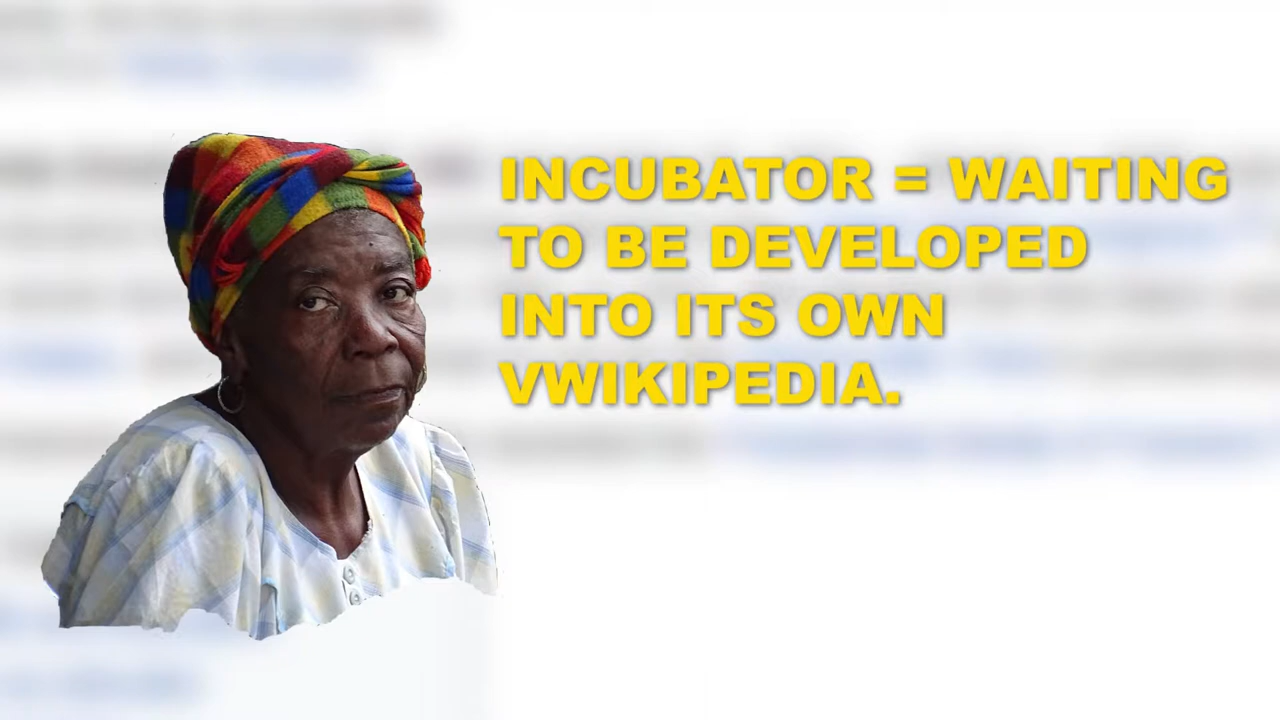 INCUBATOR = WAITING
TO BE DEVELOPED
INTO ITS OWN
VWIKIPEDIA.